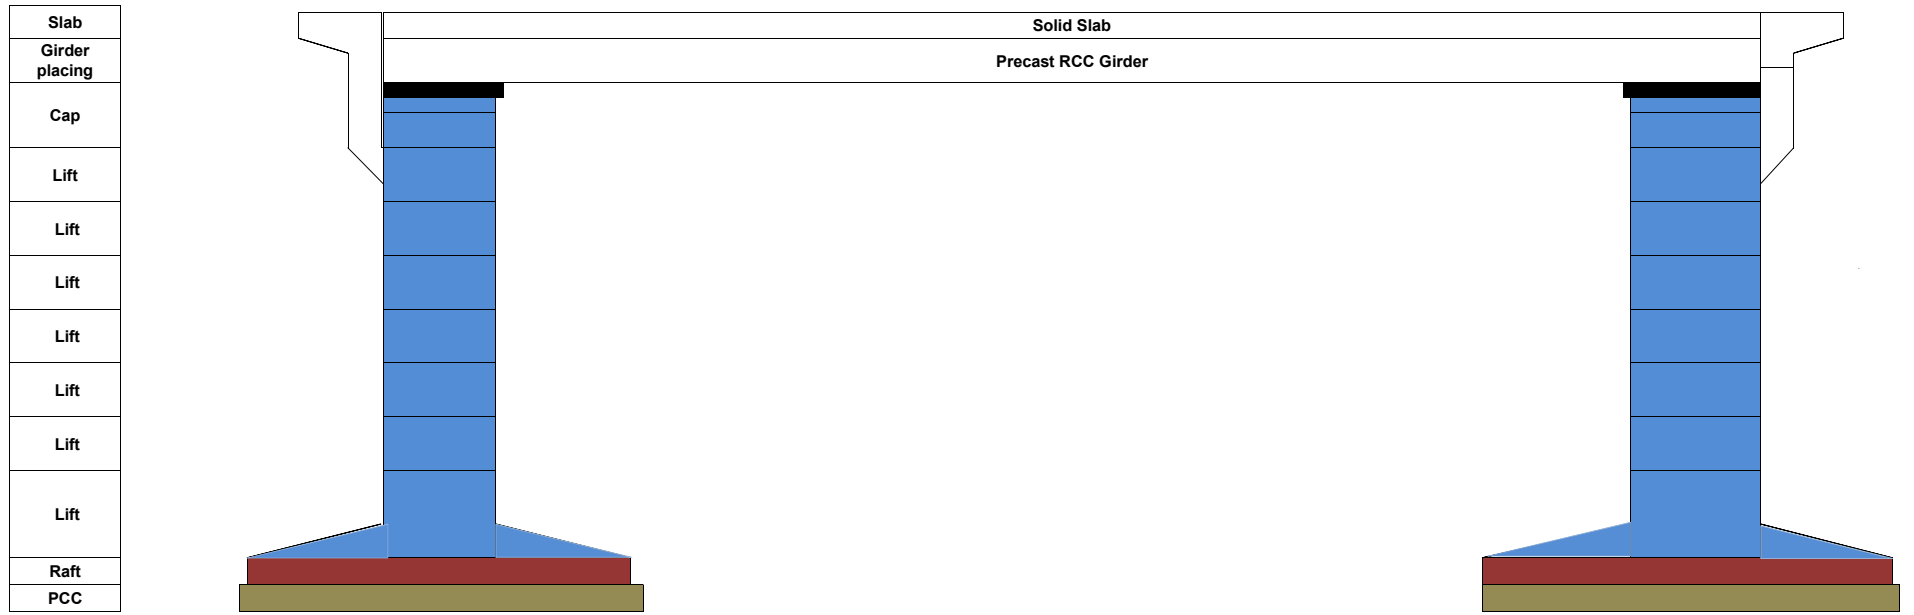 Slab
Solid Slab
Girder
placing
Precast RCC Girder
Cap
Lift
Lift
Lift
Lift
Lift
Lift
Lift
Raft
PCC